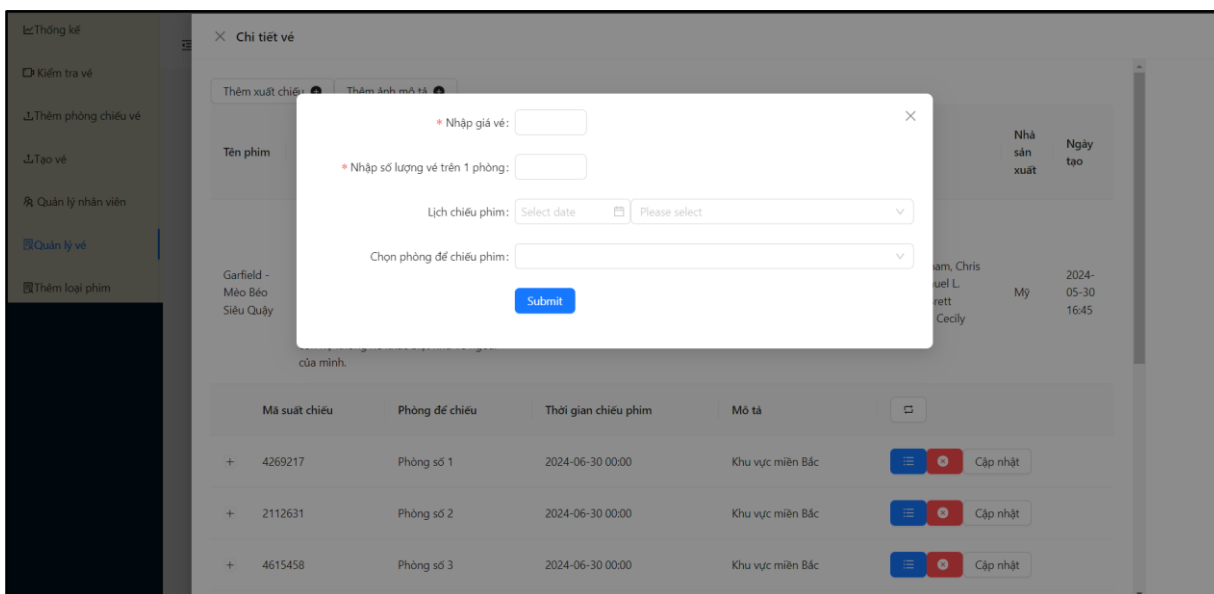 Thống kê
Chi tiết vé
Kiểm tra vé
Thêm xuất chiếu
Thêm ảnh mô tả
Thêm phòng chiếu vé
* Nhập giá vé:
Tên phim
Nhà
sản
xuất
Ngày
tạo
Tạo vé
* Nhập số lượng vé trên 1 phòng:
Quản lý nhân viên
Lịch chiếu phim: Select date Please select
Quản lý vé
Chọn phòng để chiếu phim:
Thêm loại phim
Garfield -
Mèo Béo
Siêu Quậy
Chris
uel L.
Cecily
Mỹ
2024-
05-30
16:45
Submit
của mình.
Mã suất chiếu Phòng để chiếu Thời gian chiếu phim Mô tả
+ 4269217 Phòng số 1 2024-06-30 00:00 Khu vực miền Bắc Cập nhật
+ 2112631 Phòng số 2 2024-06-30 00:00 Khu vực miền Bắc Cập nhật
+ 4615458 Phòng số 3 2024-06-30 00:00 Khu vực miền Bắc Cập nhật